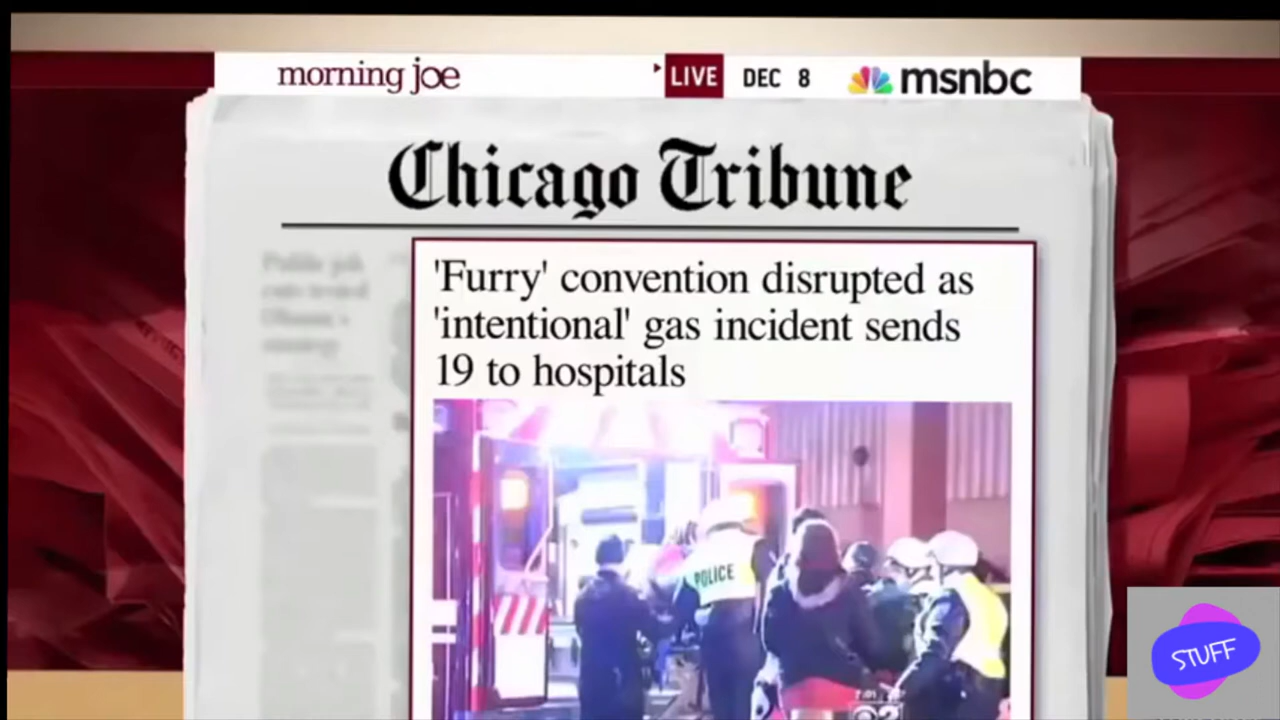 morning joe
LIVE DEC 8 msnbc
Chicago Tribune
'Furry' convention disrupted as
'intentional' gas incident sends
19 to hospitals
POLICE
STUFF